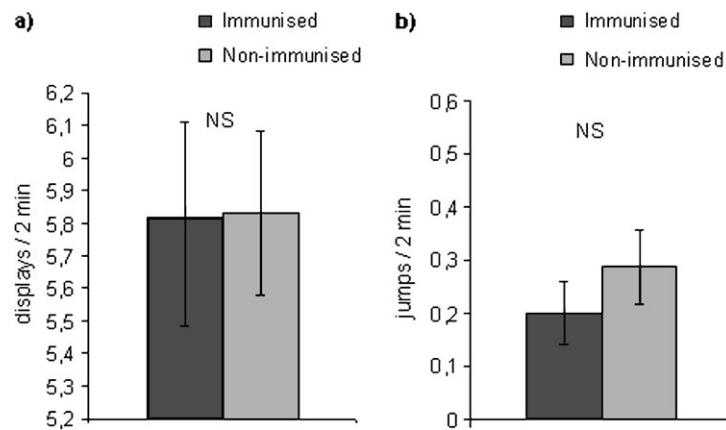 a)
Immunised
Non-immunised
displays / 2 min
6,2
6,1
6
5,9
5,8
5,7
5,6
5,5
5,4
5,3
5,2
NS
b)
Immunised
Non-immunised
jumps / 2 min
0,6
0,5
0,4
0,3
0,2
0,1
0
NS